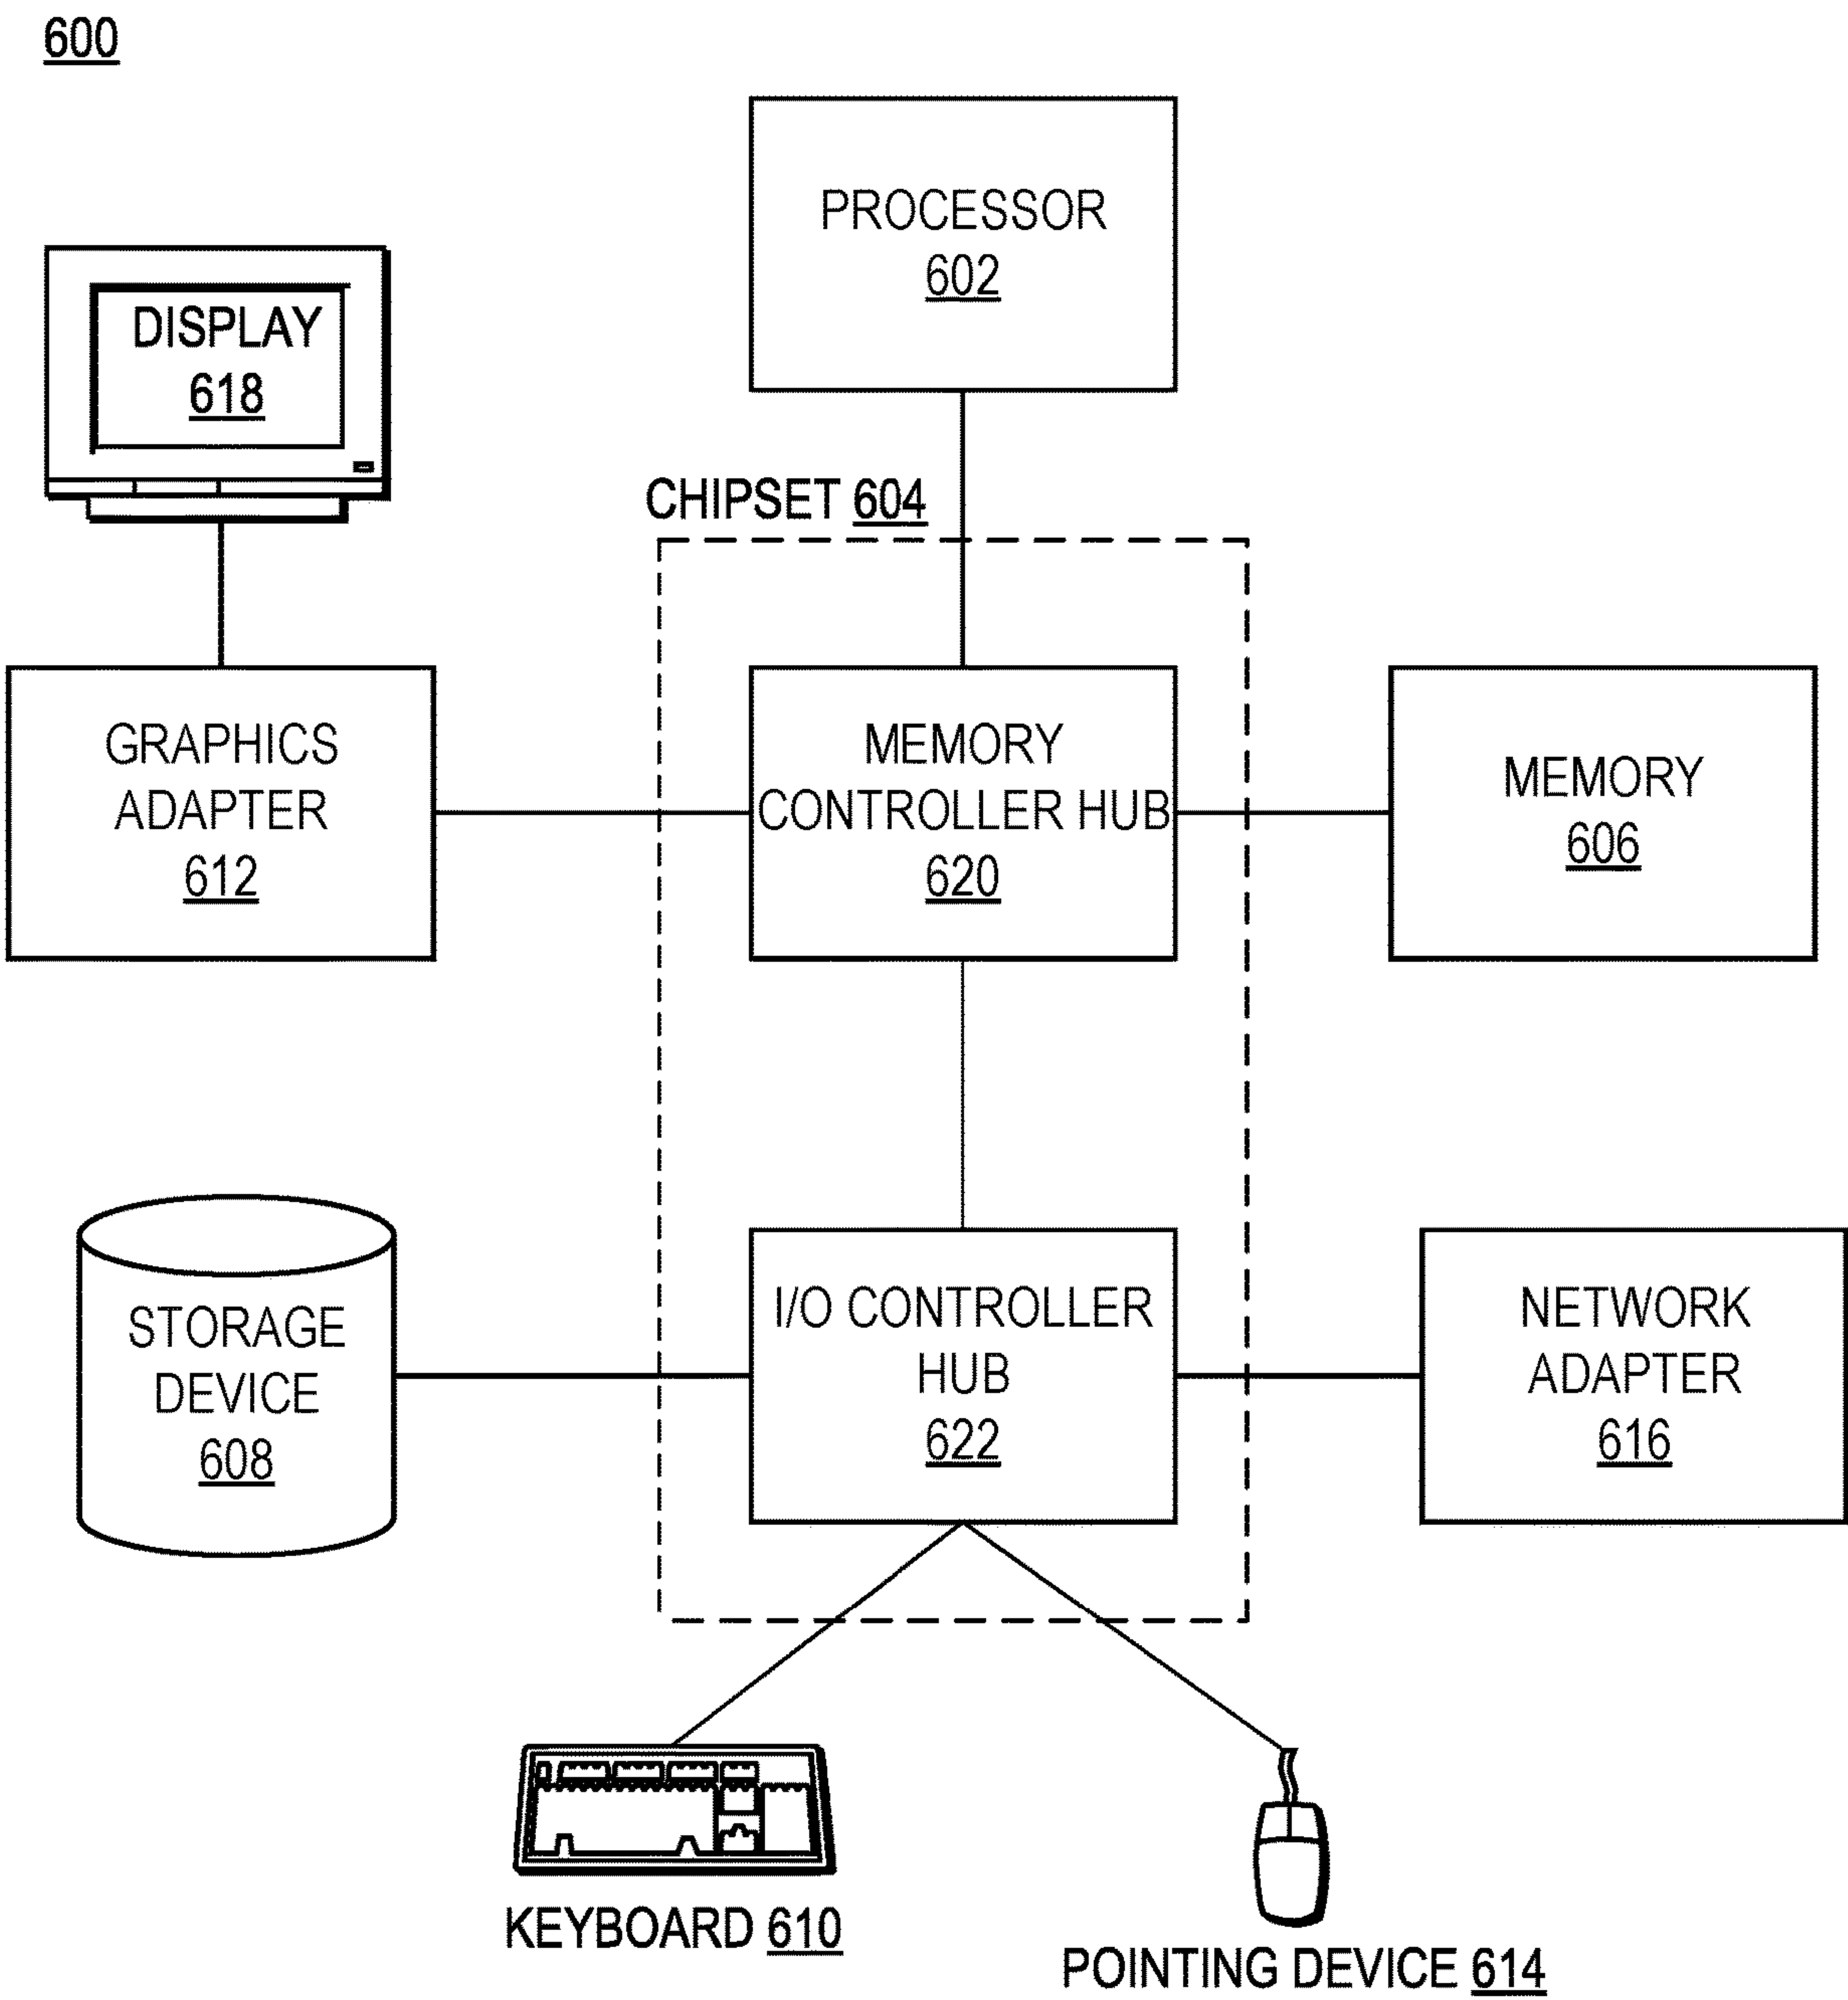 600
PROCESSOR
602
DISPLAY
618
CHIPSET 604
GRAPHICS
ADAPTER
612
MEMORY
CONTROLLER HUB
620
MEMORY
606
STORAGE
DEVICE
608
I/O CONTROLLER
HUB
622
NETWORK
ADAPTER
616
KEYBOARD 610
POINTING DEVICE 614